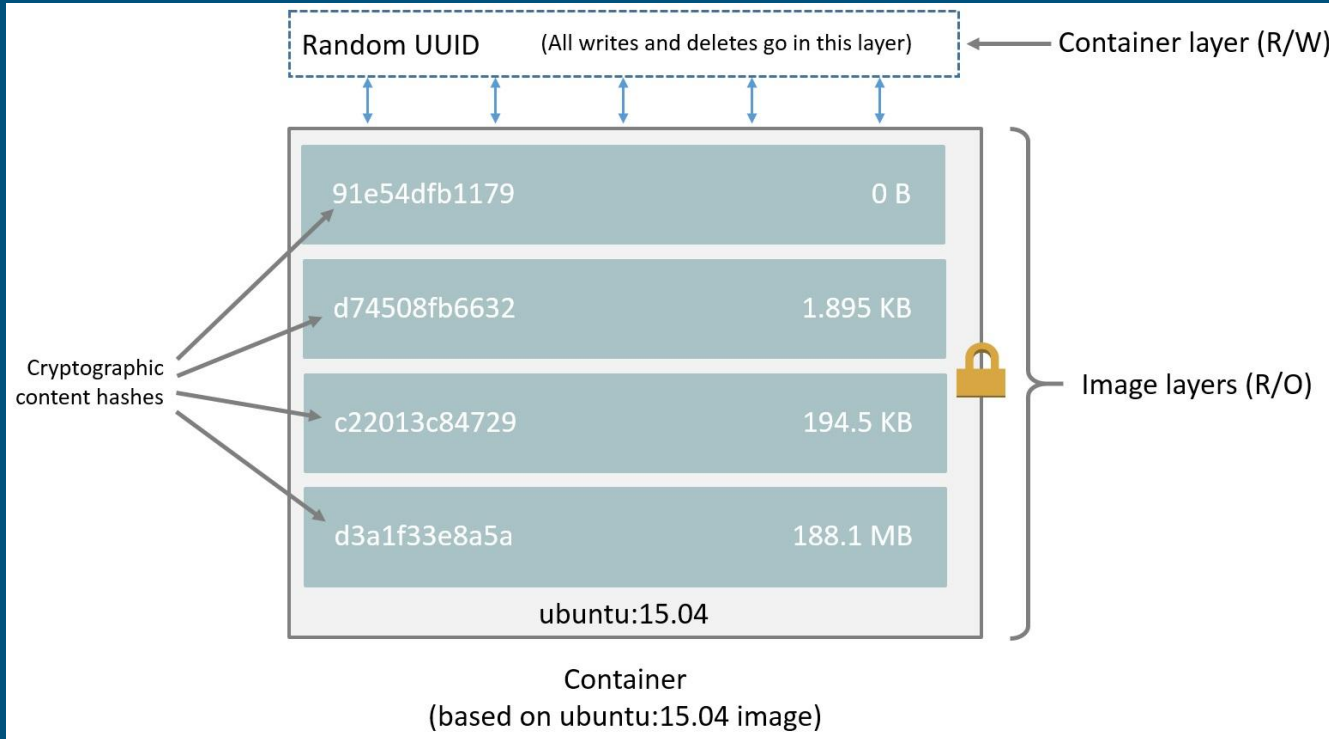 Random UUID (All writes and deletes go in this layer)
Container layer (R/W)
91e54dfb1179 0 B
d74508fb6632 1.895 KB
Cryptographic
content hashes
c22013c84729 194.5 KB
Image layers (R/O)
d3a1f33e8a5a 188.1 MB
ubuntu:15.04
Container
(based on ubuntu:15.04 image)